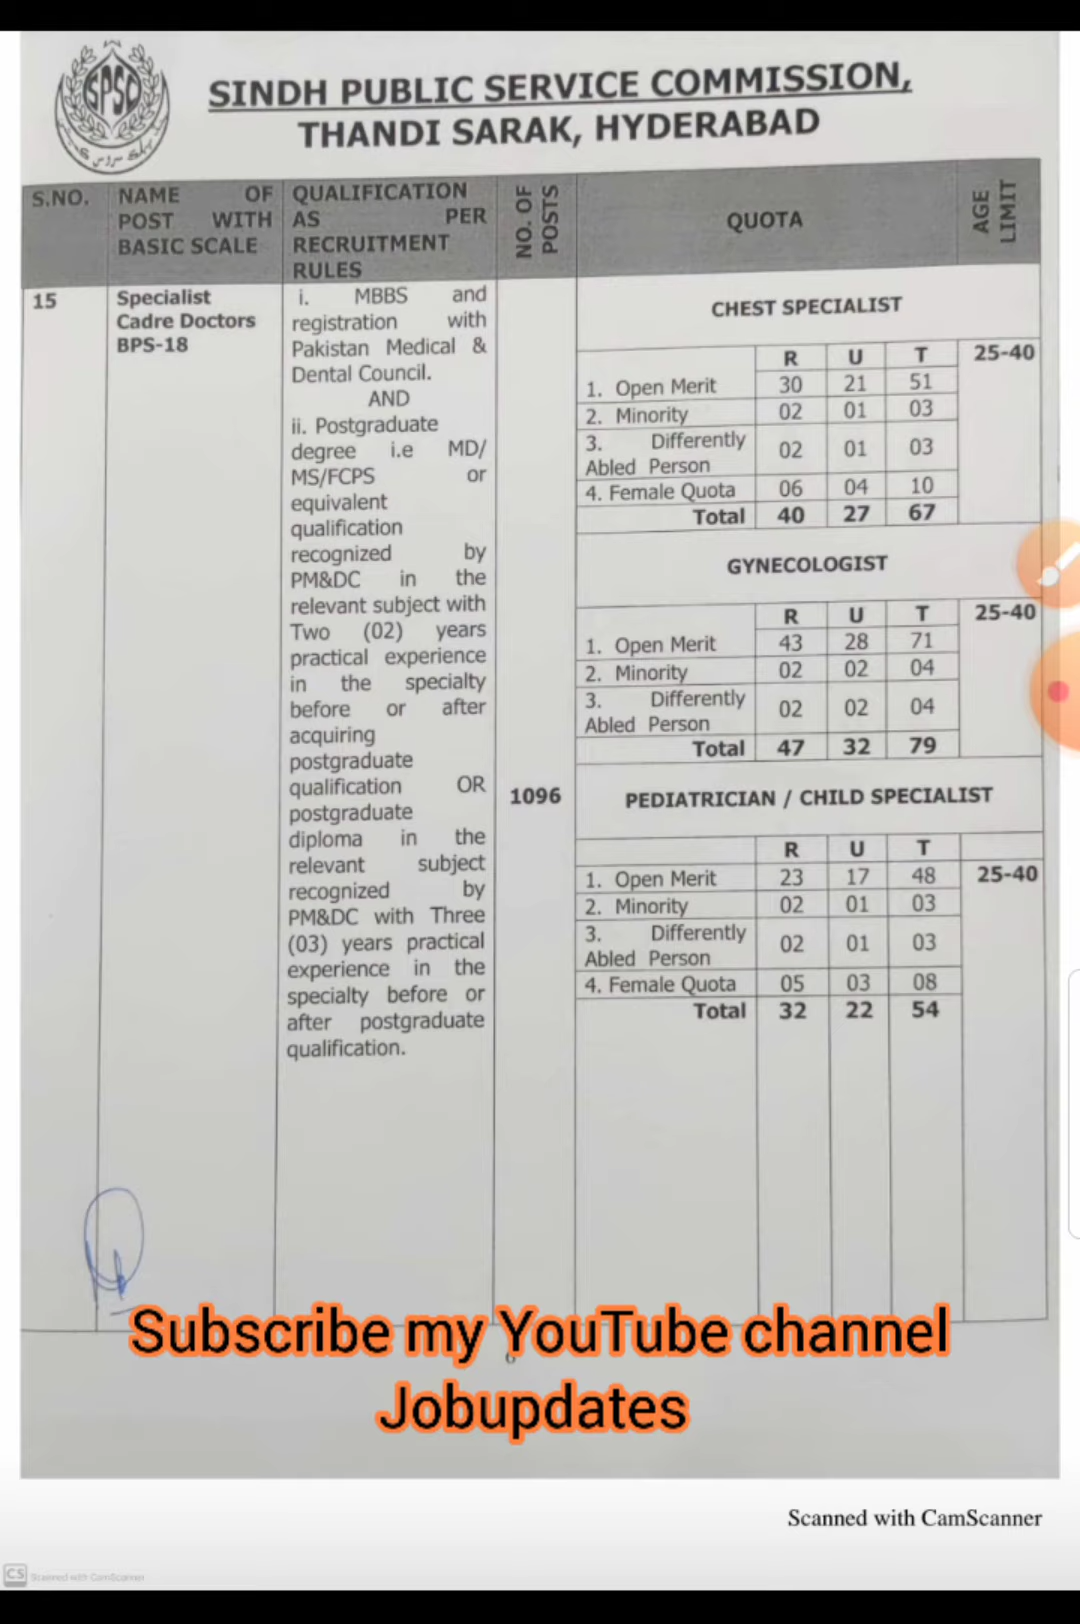 SPSC
SINDH PUBLIC SERVICE COMMISSION,
THANDI SARAK, HYDERABAD
S.NO.
NAME OF
POST WITH
BASIC SCALE
QUALIFICATION
AS PER
RECRUITMENT
RULES
NO. OF
POSTS
QUOTA
AGE
LIMIT
15
Specialist
Cadre Doctors
BPS-18
i. MBBS and
registration with
Pakistan Medical &
Dental Council.
AND
ii. Postgraduate
degree i.e MD/
MS/FCPS or
equivalent
qualification
recognized by
PM&DC in the
relevant subject with
Two (02) years
practical experience
in the specialty
before or after
acquiring
postgraduate
qualification OR
postgraduate
diploma in the
relevant subject
recognized by
PM&DC with Three
(03) years practical
experience in the
specialty before or
after postgraduate
qualification.
1096
CHEST SPECIALIST
R U T 25-40
1. Open Merit 30 21 51
2. Minority 02 01 03
3. Differently
Abled Person 02 01 03
4. Female Quota 06 04 10
Total 40 27 67
GYNECOLOGIST
R U T 25-40
1. Open Merit 43 28 71
2. Minority 02 02 04
3. Differently
Abled Person 02 02 04
Total 47 32 79
PEDIATRICIAN / CHILD SPECIALIST
R U T
1. Open Merit 23 17 48 25-40
2. Minority 02 01 03
3. Differently
Abled Person 02 01 03
4. Female Quota 05 03 08
Total 32 22 54
Subscribe my YouTube channel
Jobupdates
6
Scanned with CamScanner
CS Scanned with CamScanner